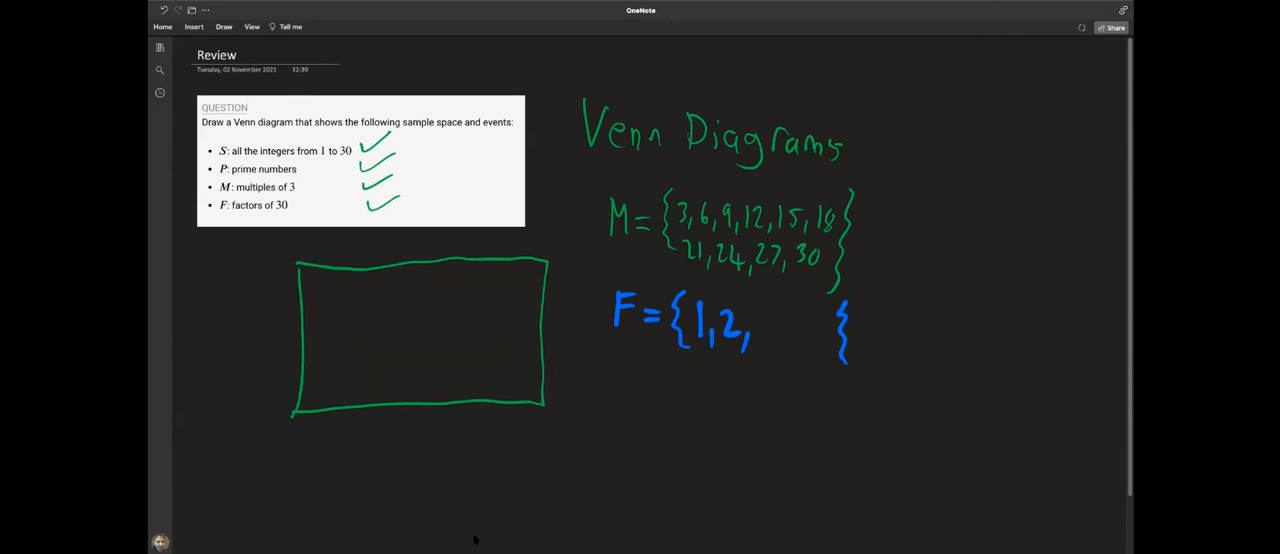 OneNote
Home Insert Draw View Tell me
Share
Review
Tuesday, 02 November 2021 12:39
QUESTION
Draw a Venn diagram that shows the following sample space and events:
• S: all the integers from 1 to 30
• P: prime numbers
• M: multiples of 3
• F: factors of 30
Venn Diagrams
M = {3, 6, 9, 12, 15, 18
21, 24, 27, 30}
F = {1, 2, {